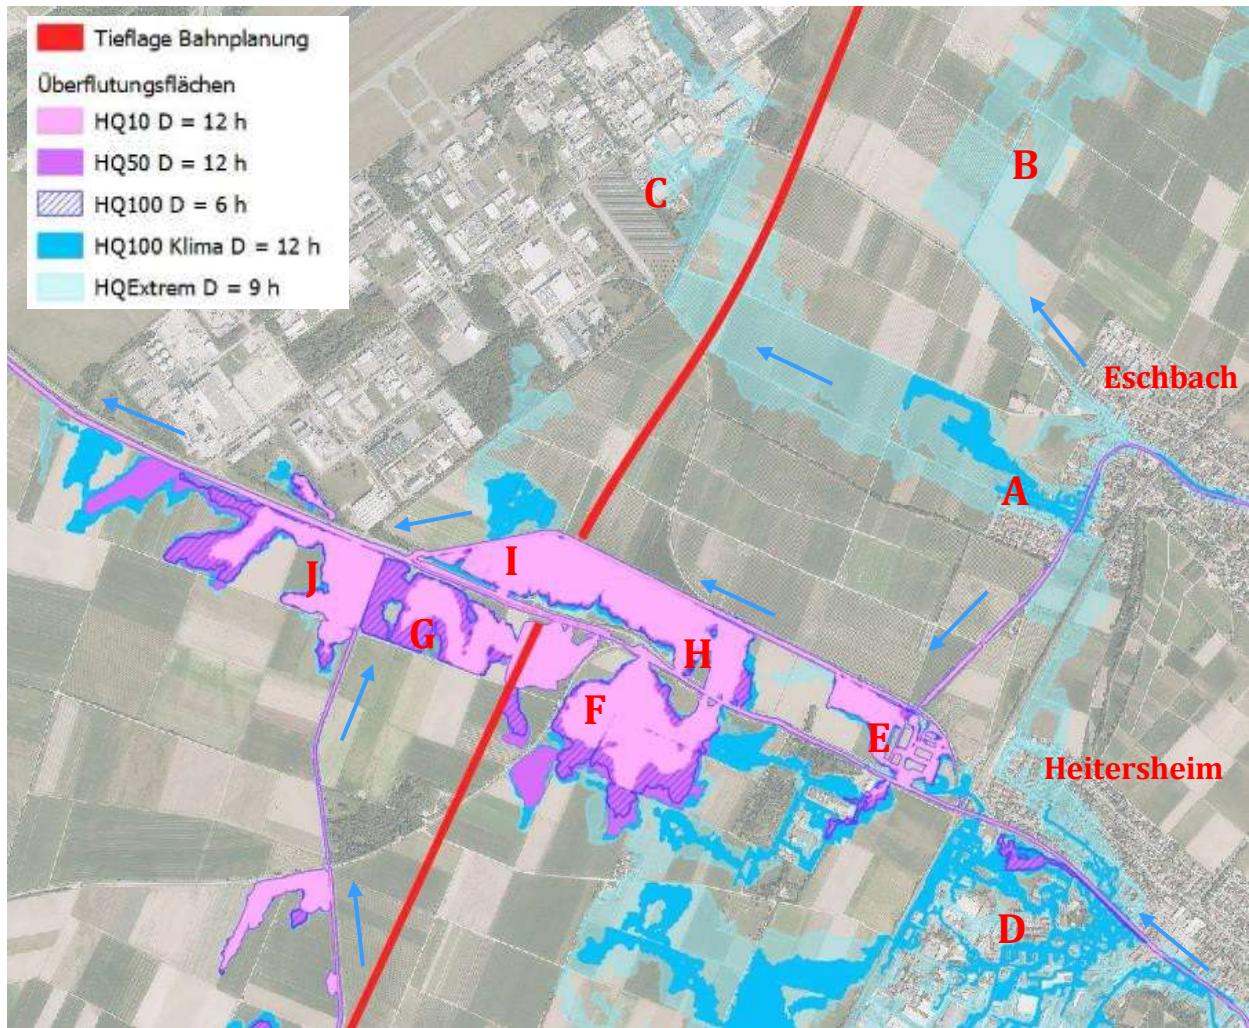 Tieflage Bahnplanung
Überflutungsflächen
HQ10 D = 12 h
HQ50 D = 12 h
HQ100 D = 6 h
HQ100 Klima D = 12 h
HQExtrem D = 9 h
B
C
Eschbach
A
I
J
G
H
F
E
Heitersheim
D